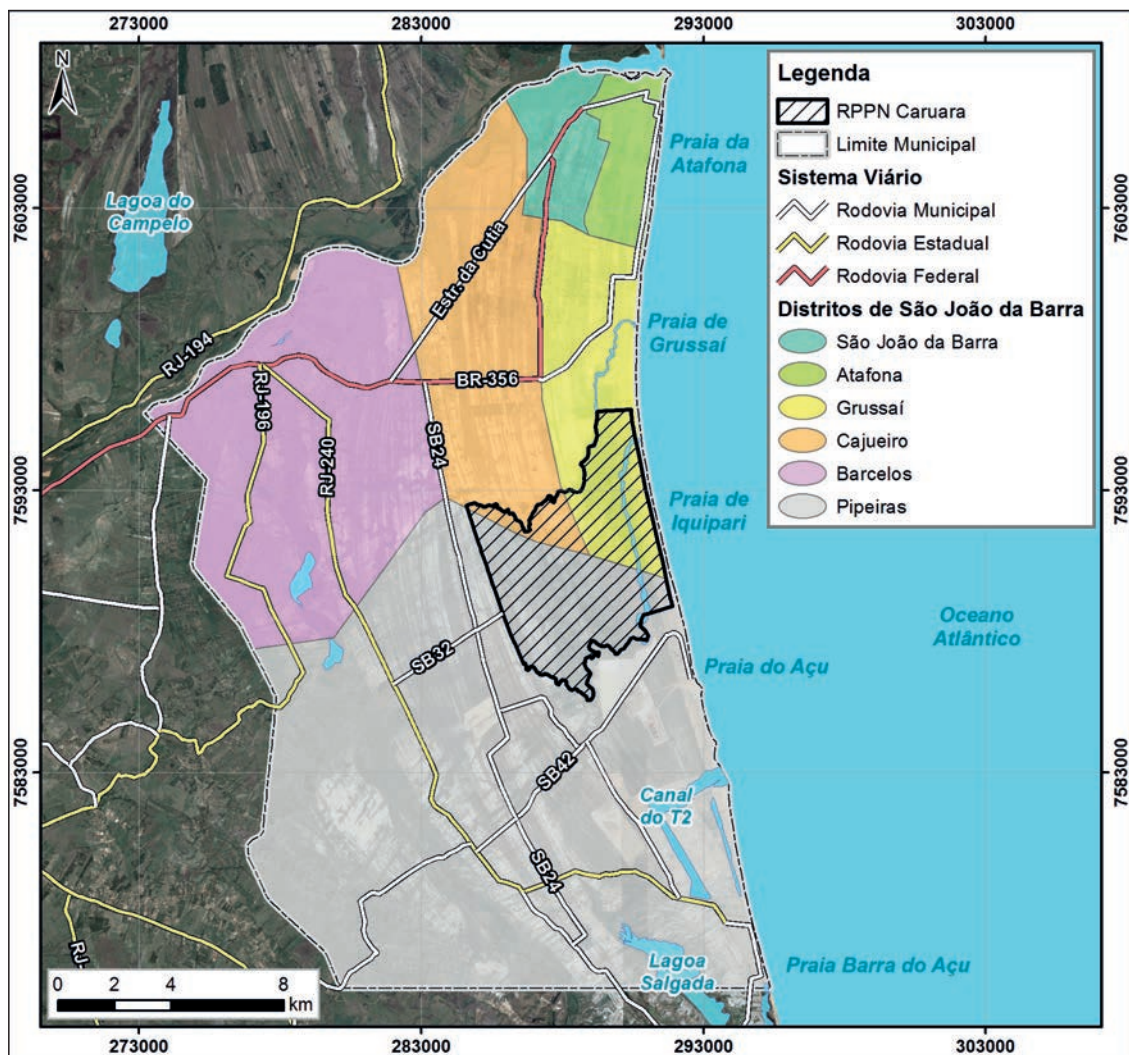 273000
283000
293000
303000
N
Legenda
RPPN Caruara
Limite Municipal
Sistema Viário
Rodovia Municipal
Rodovia Estadual
Rodovia Federal
Distritos de São João da Barra
São João da Barra
Atafona
Grussaí
Cajueiro
Barcelos
Pipeiras
Praia da
Atafona
Lagoa do
Campelo
7603000
7603000
Estr. da Cutia
Praia de
Grussaí
RJ-194
BR-356
RJ-196
RJ-240
SB24
7593000
7593000
Praia de
Iquipari
Oceano
Atlântico
SB32
Praia do Açu
7583000
7583000
SB42
Canal
do T2
SB24
RJ-
Lagoa
Salgada
Praia Barra do Açu
0 2 4 8
km
273000
283000
293000
303000